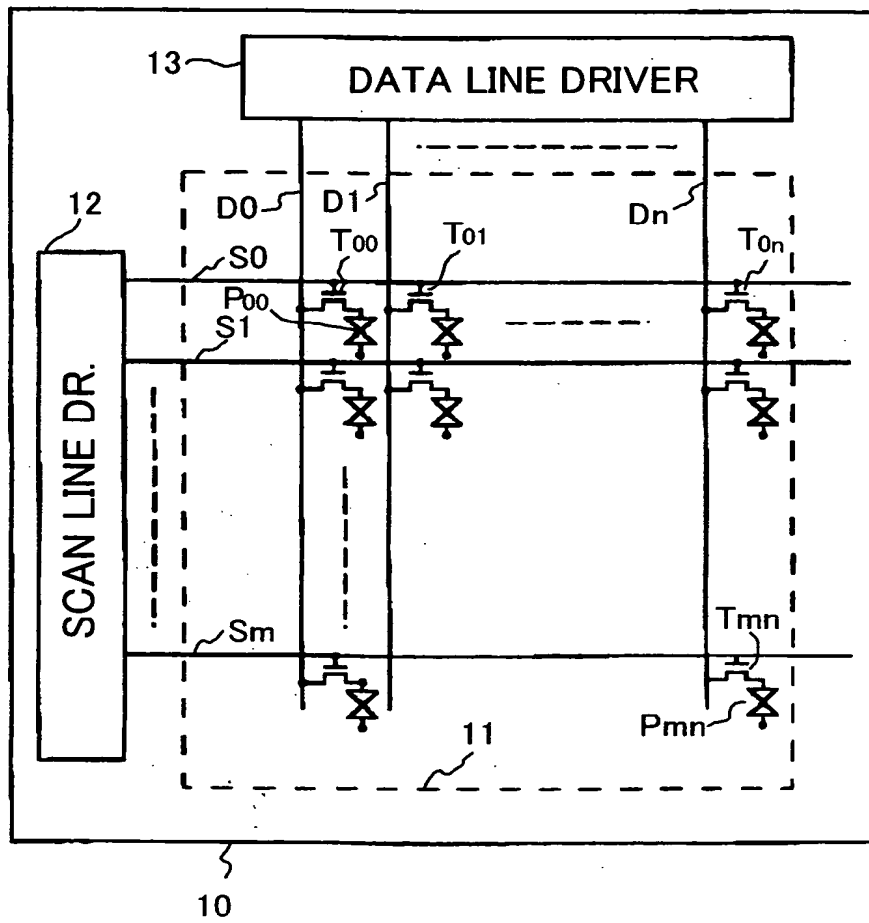 13
DATA LINE DRIVER
12
D0
D1
Dn
S0
T00
T01
T0n
P00
S1
SCAN LINE DR.
Sm
Tmn
Pmn
11
10